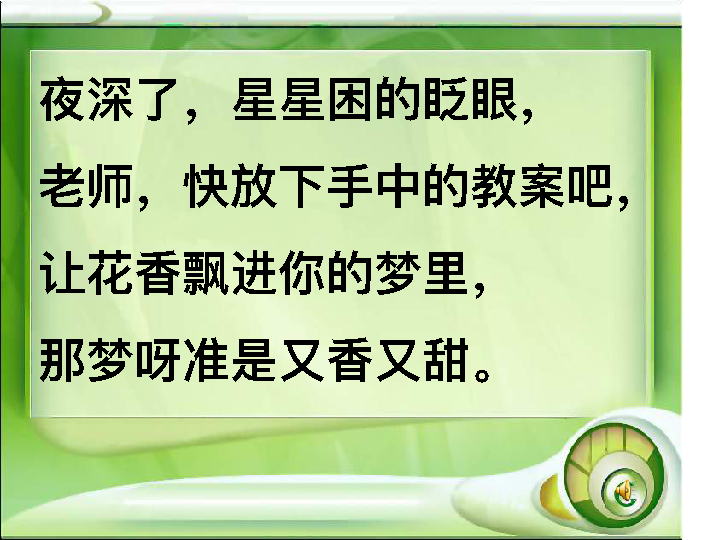 夜深了，星星困的眨眼，
老师，快放下手中的教案吧，
让花香飘进你的梦里，
那梦呀准是又香又甜。